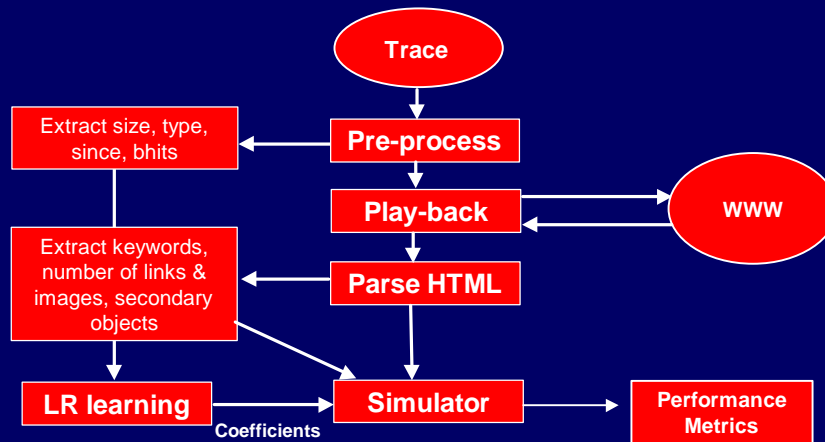 Trace
Extract size, type,
since, bhits
Pre-process
Play-back
WWW
Extract keywords,
number of links &
images, secondary
objects
Parse HTML
LR learning
Coefficients
Simulator
Performance
Metrics